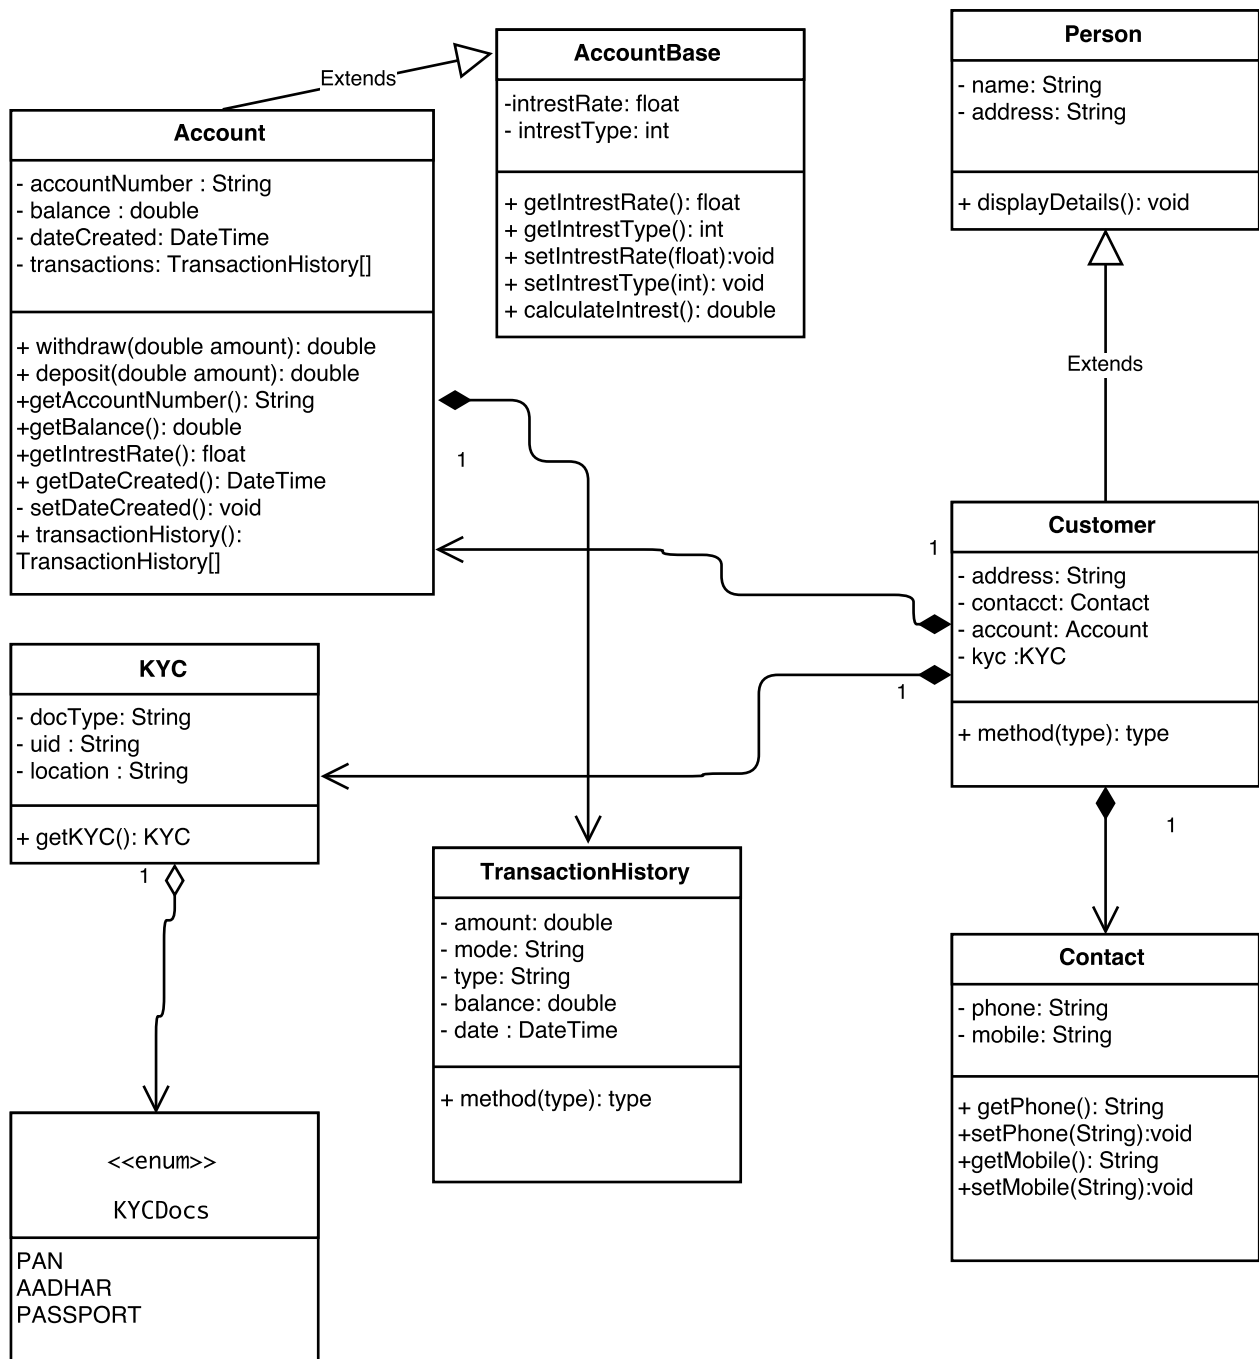 Person
- name: String
- address: String
+ displayDetails(): void
AccountBase
-intrestRate: float
- intrestType: int
+ getIntrestRate(): float
+ getIntrestType(): int
+ setIntrestRate(float):void
+ setIntrestType(int): void
+ calculateIntrest(): double
Extends
Account
- accountNumber : String
- balance : double
- dateCreated: DateTime
- transactions: TransactionHistory[]
+ withdraw(double amount): double
+ deposit(double amount): double
+getAccountNumber(): String
+getBalance(): double
+getIntrestRate(): float
+ getDateCreated(): DateTime
- setDateCreated(): void
+ transactionHistory():
TransactionHistory[]
1
Extends
Customer
- address: String
- contacct: Contact
- account: Account
- kyc :KYC
+ method(type): type
1
1
1
KYC
- docType: String
- uid : String
- location : String
+ getKYC(): KYC
1
TransactionHistory
- amount: double
- mode: String
- type: String
- balance: double
- date : DateTime
+ method(type): type
Contact
- phone: String
- mobile: String
+ getPhone(): String
+setPhone(String):void
+getMobile(): String
+setMobile(String):void
<<enum>>
KYCDocs
PAN
AADHAR
PASSPORT